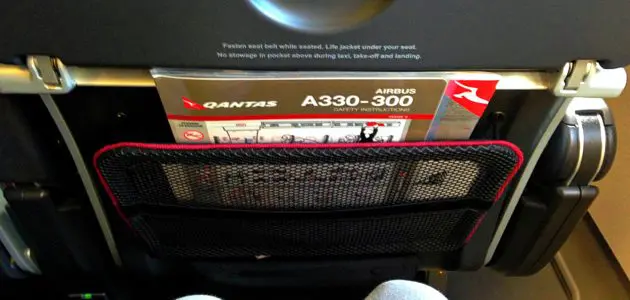 Fasten seat belt while seated. Life jacket under your seat.
No stowage in pocket above during taxi, take-off and landing.
QANTAS
AIRBUS
A330-300
SAFETY INSTRUCTIONS